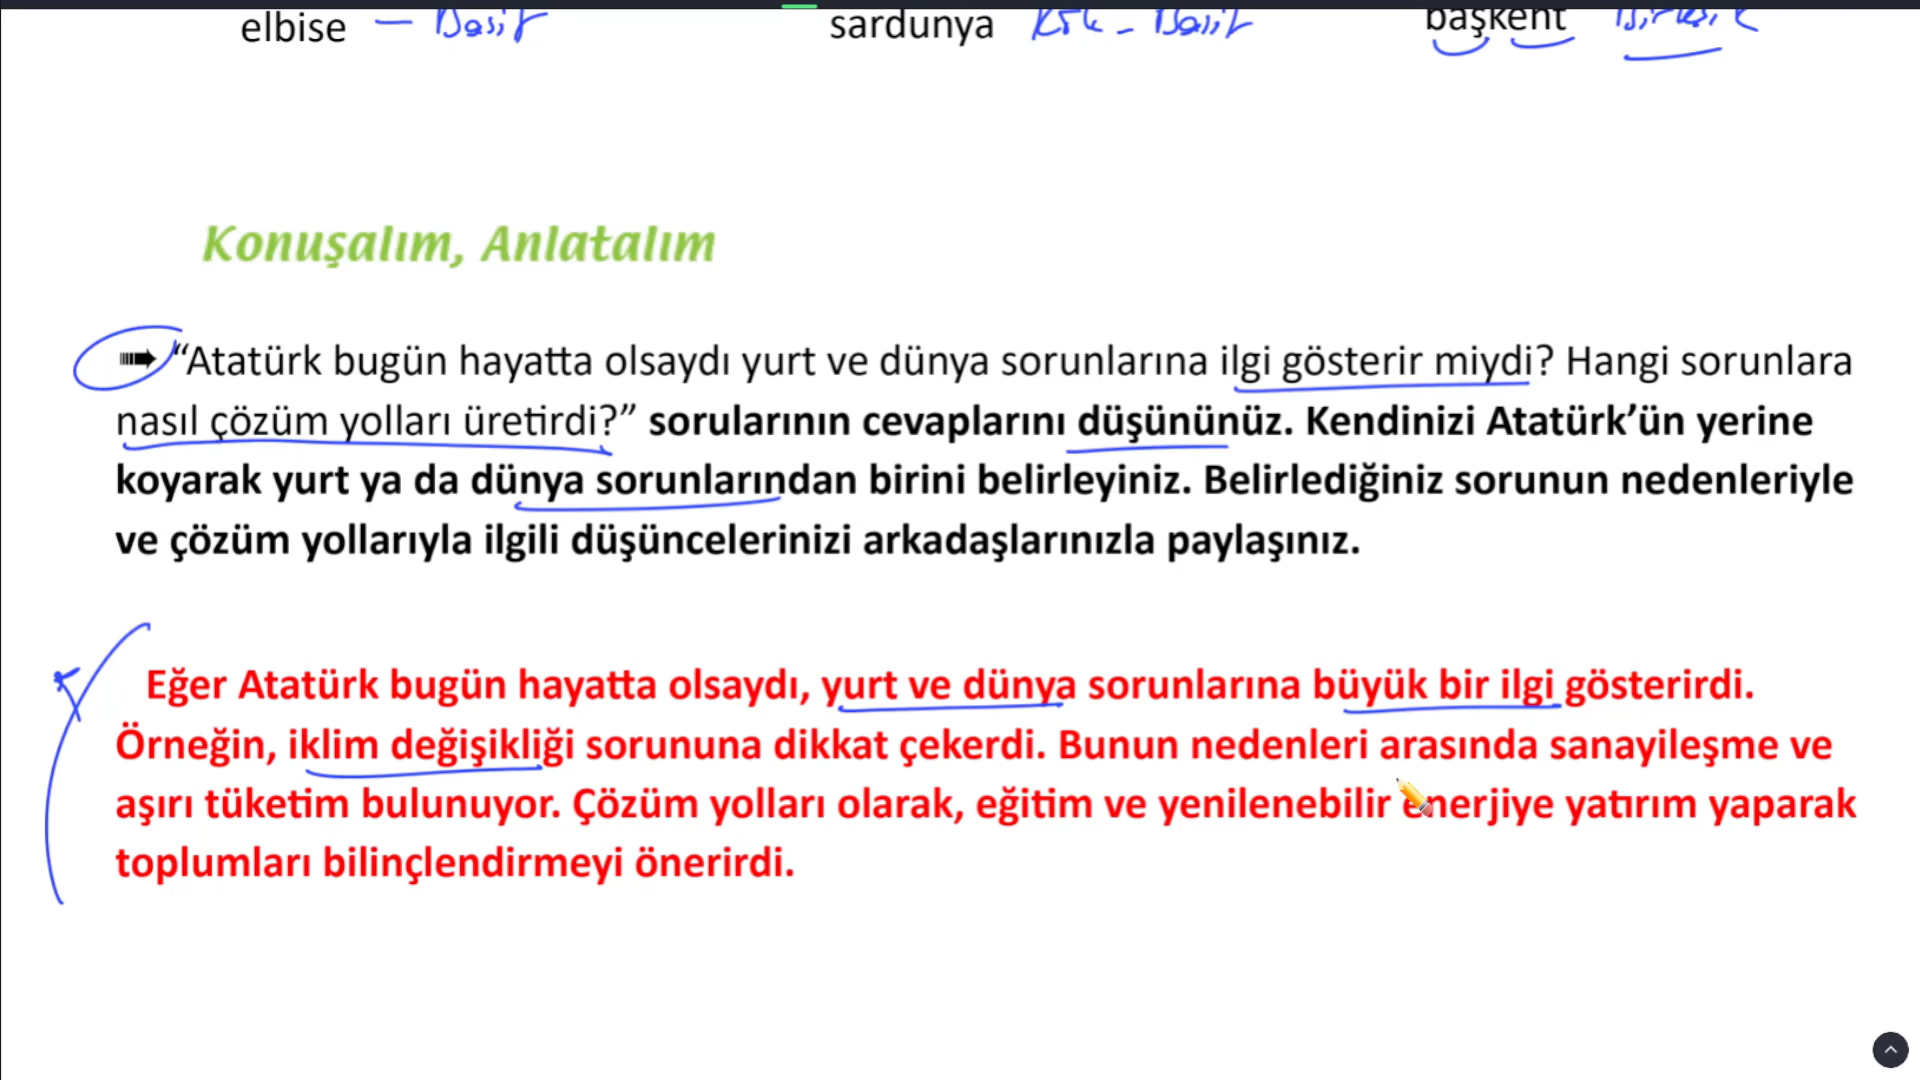 elbise — Basit sardunya Kök - Basit başkent Birleşik
Konuşalım, Anlatalım
➠ “Atatürk bugün hayatta olsaydı yurt ve dünya sorunlarına ilgi gösterir miydi? Hangi sorunlara
nasıl çözüm yolları üretirdi?” sorularının cevaplarını düşününüz. Kendinizi Atatürk’ün yerine
koyarak yurt ya da dünya sorunlarından birini belirleyiniz. Belirlediğiniz sorunun nedenleriyle
ve çözüm yollarıyla ilgili düşüncelerinizi arkadaşlarınızla paylaşınız.
Eğer Atatürk bugün hayatta olsaydı, yurt ve dünya sorunlarına büyük bir ilgi gösterirdi.
Örneğin, iklim değişikliği sorununa dikkat çekerdi. Bunun nedenleri arasında sanayileşme ve
aşırı tüketim bulunuyor. Çözüm yolları olarak, eğitim ve yenilenebilir enerjiye yatırım yaparak
toplumları bilinçlendirmeyi önerirdi.